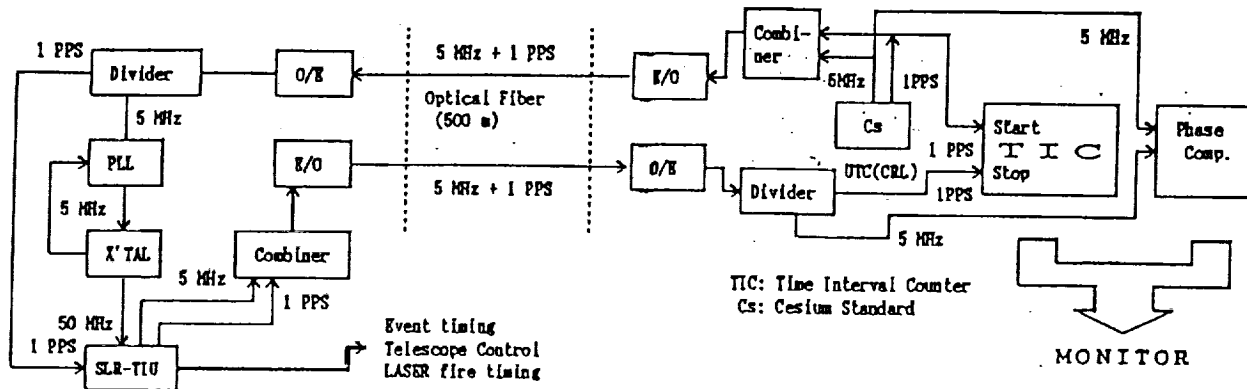 1 PPS
Divider
O/E
5 MHz + 1 PPS
E/O
Combi-
ner
5MHz
1PPS
5 MHz
5 MHz
Optical Fiber
(500 m)
Cs
Start
TIC
Stop
Phase
Comp.
PLL
E/O
O/E
Divider
UTC(CRL)
1 PPS
1PPS
5 MHz + 1 PPS
5 MHz
5 MHz
X'TAL
Combiner
5 MHz
1 PPS
TIC: Time Interval Counter
Cs: Cesium Standard
50 MHz
1 PPS
SLR-TIU
Event timing
Telescope Control
LASER fire timing
MONITOR